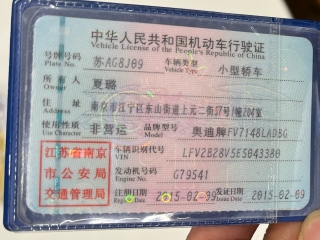 中华人民共和国机动车行驶证
Vehicle License of the People's Republic of China
号牌号码 苏AG8J09 车辆类型 小型轿车
Plate No. Vehicle Type
所有人 夏璐
Owner
住址 南京市江宁区东山街道上元二街57号1幢204室
Address
使用性质 非营运 品牌型号 奥迪牌FV7148LADBG
Use Character Model
江苏省南京 车辆识别代号 LFV2B28V5E5043380
VIN
市公安局 发动机号码 G79541
Engine No.
交通管理局 注册日期 2015-02-09 发证日期 2015-02-09
Register Date Issue Date